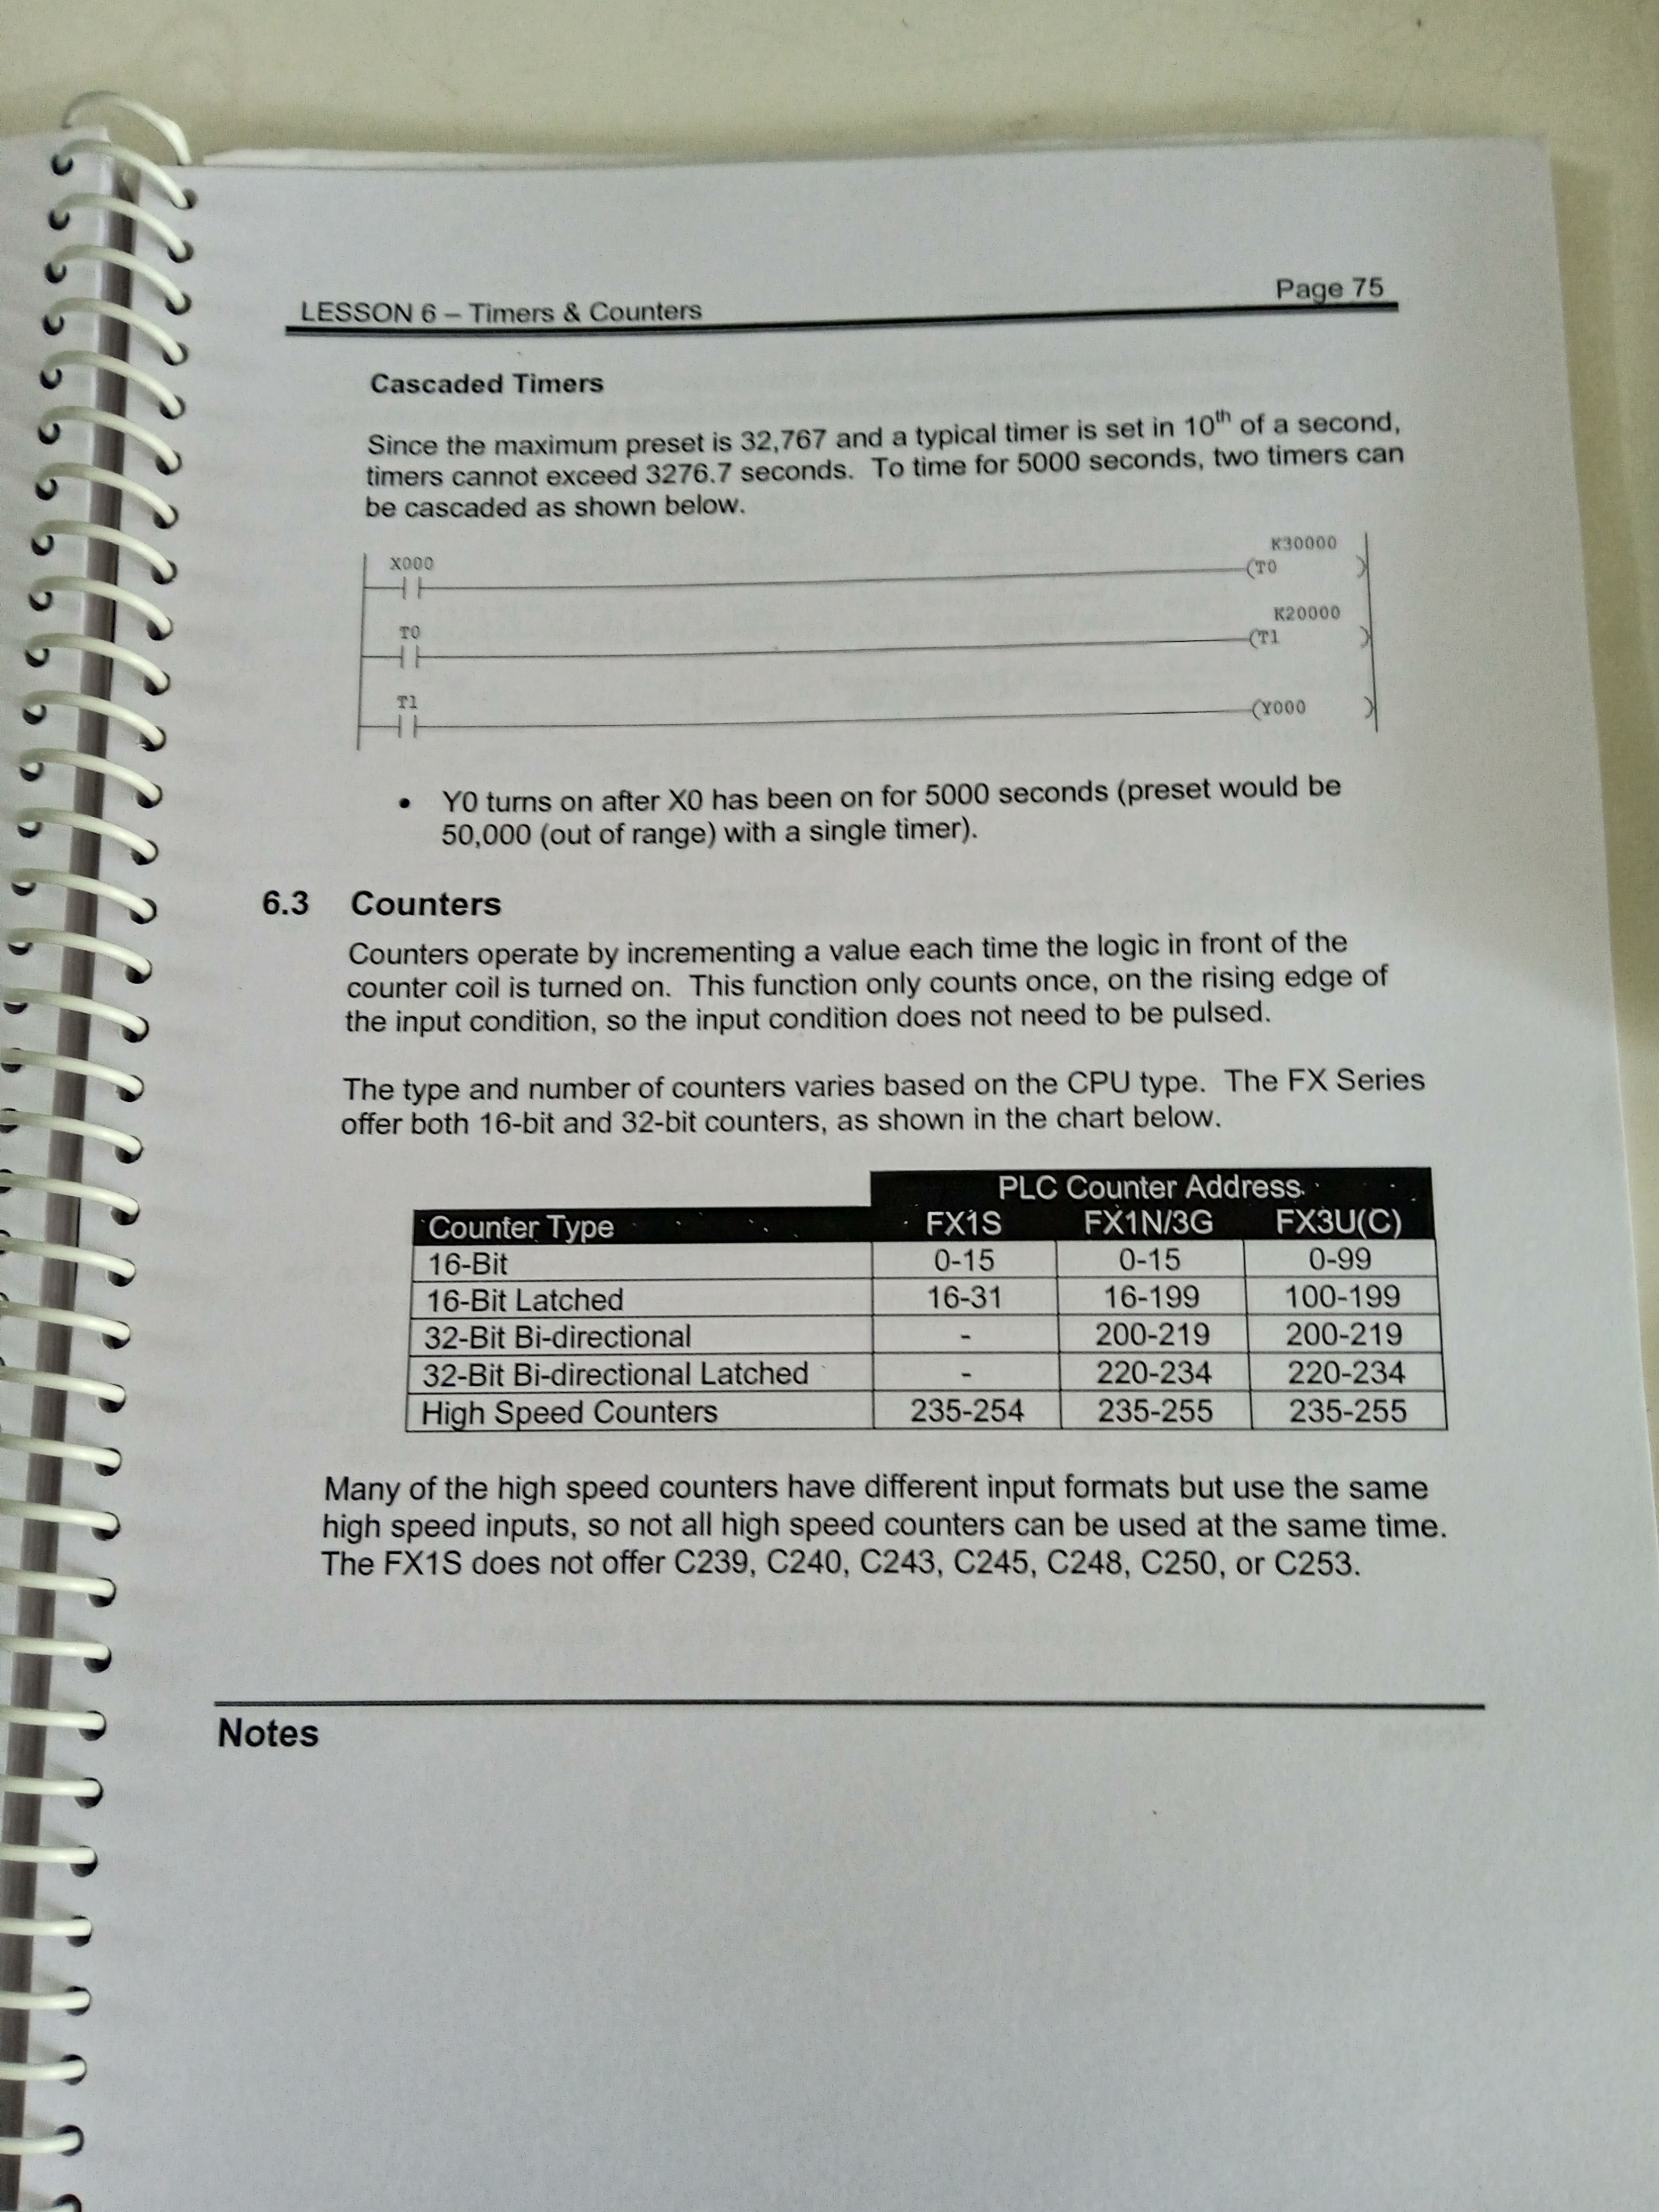 Page 75
LESSON 6 – Timers & Counters
Cascaded Timers
Since the maximum preset is 32,767 and a typical timer is set in 10th of a second,
timers cannot exceed 3276.7 seconds. To time for 5000 seconds, two timers can
be cascaded as shown below.
K30000
X000 (T0 )
K20000
T0 (T1 )
T1 (Y000 )
• Y0 turns on after X0 has been on for 5000 seconds (preset would be
50,000 (out of range) with a single timer).
6.3 Counters
Counters operate by incrementing a value each time the logic in front of the
counter coil is turned on. This function only counts once, on the rising edge of
the input condition, so the input condition does not need to be pulsed.
The type and number of counters varies based on the CPU type. The FX Series
offer both 16-bit and 32-bit counters, as shown in the chart below.
PLC Counter Address
Counter Type FX1S FX1N/3G FX3U(C)
16-Bit 0-15 0-15 0-99
16-Bit Latched 16-31 16-199 100-199
32-Bit Bi-directional - 200-219 200-219
32-Bit Bi-directional Latched - 220-234 220-234
High Speed Counters 235-254 235-255 235-255
Many of the high speed counters have different input formats but use the same
high speed inputs, so not all high speed counters can be used at the same time.
The FX1S does not offer C239, C240, C243, C245, C248, C250, or C253.
Notes